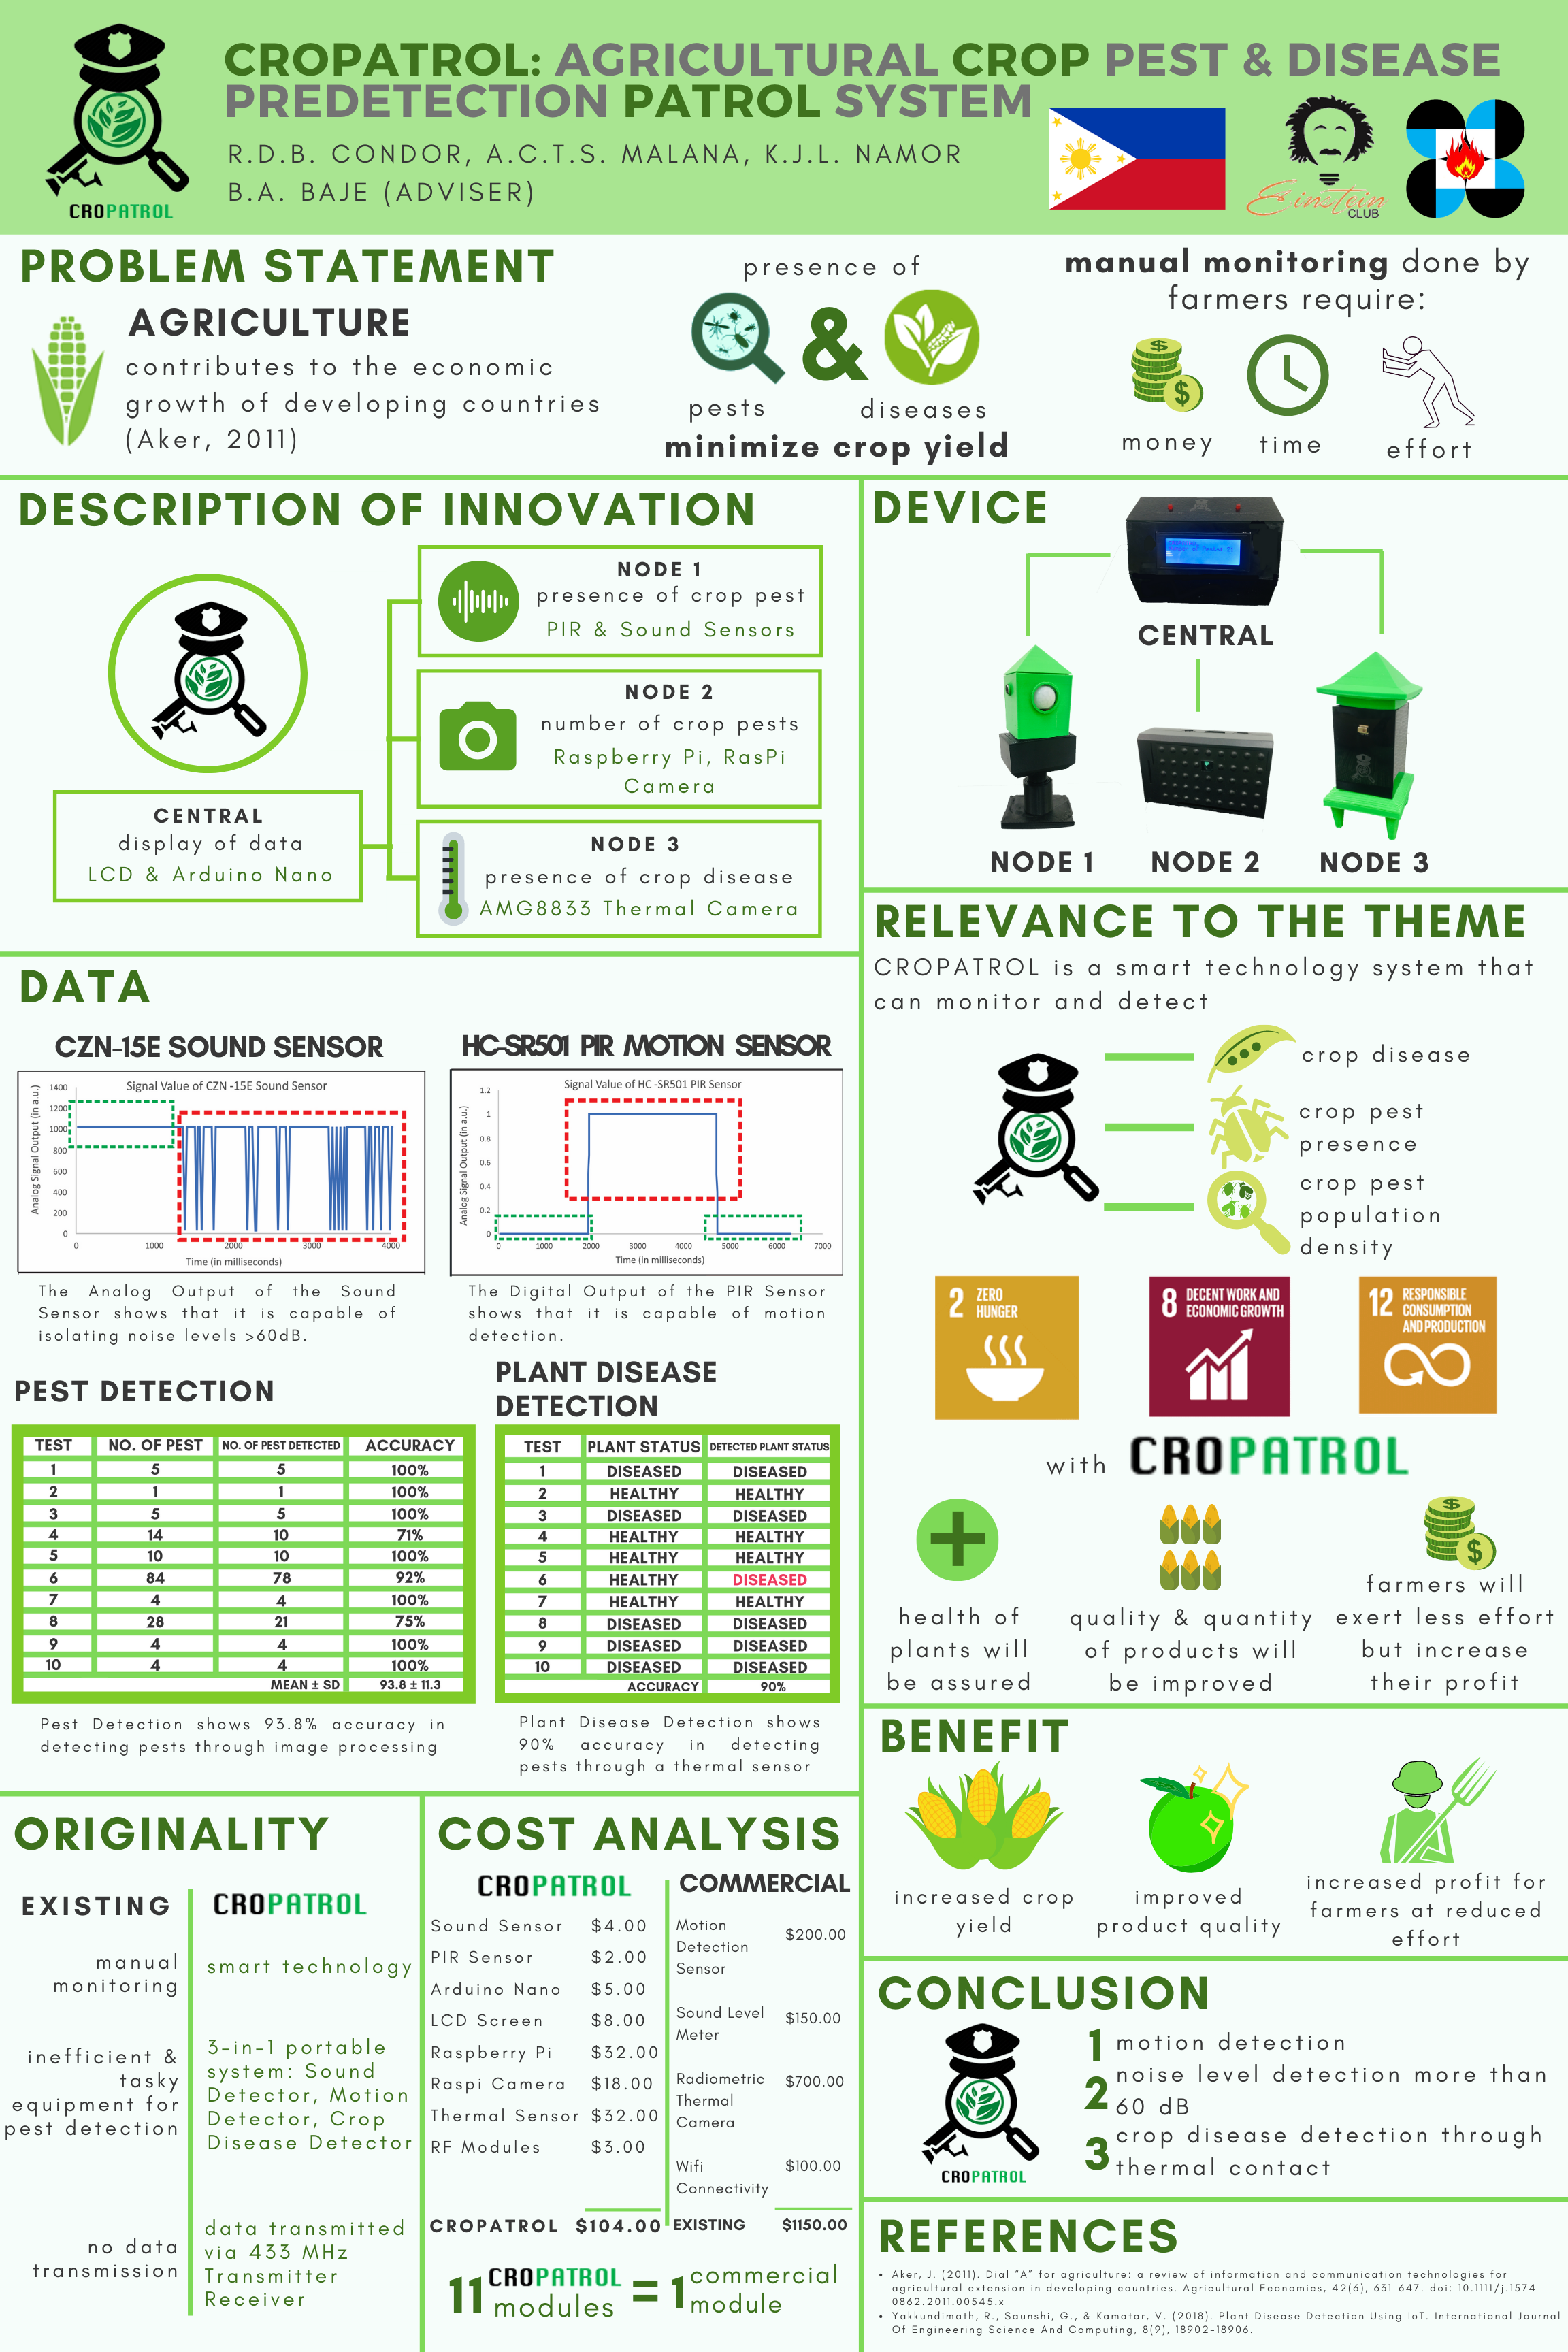 CROPATROL: AGRICULTURAL CROP PEST & DISEASE
PREDETECTION PATROL SYSTEM
R.D.B. CONDOR, A.C.T.S. MALANA, K.J.L. NAMOR
B.A. BAJE (ADVISER)
CROPATROL
Einstein
CLUB
PROBLEM STATEMENT
AGRICULTURE
contributes to the economic
growth of developing countries
(Aker, 2011)
presence of
&
pests
diseases
minimize crop yield
manual monitoring done by
farmers require:
money
time
effort
DESCRIPTION OF INNOVATION
CENTRAL
display of data
LCD & Arduino Nano
NODE 1
presence of crop pest
PIR & Sound Sensors
NODE 2
number of crop pests
Raspberry Pi, RasPi
Camera
NODE 3
presence of crop disease
AMG8833 Thermal Camera
DEVICE
CENTRAL
NODE 1
NODE 2
NODE 3
RELEVANCE TO THE THEME
CROPATROL is a smart technology system that
can monitor and detect
crop disease
crop pest
presence
crop pest
population
density
2 ZERO
HUNGER
8 DECENT WORK AND
ECONOMIC GROWTH
12 RESPONSIBLE
CONSUMPTION
AND PRODUCTION
with CROPATROL
health of
plants will
be assured
quality & quantity
of products will
be improved
farmers will
exert less effort
but increase
their profit
DATA
CZN-15E SOUND SENSOR
Signal Value of CZN -15E Sound Sensor
Analog Signal Output (in a.u.)
1400
1200
1000
800
600
400
200
0
0 1000 2000 3000 4000
Time (in milliseconds)
The Analog Output of the Sound
Sensor shows that it is capable of
isolating noise levels >60dB.
HC-SR501 PIR MOTION SENSOR
Signal Value of HC -SR501 PIR Sensor
Analog Signal Output (in a.u.)
1.2
1
0.8
0.6
0.4
0.2
0
0 1000 2000 3000 4000 5000 6000 7000
Time (in milliseconds)
The Digital Output of the PIR Sensor
shows that it is capable of motion
detection.
PEST DETECTION
TEST NO. OF PEST NO. OF PEST DETECTED ACCURACY
1 5 5 100%
2 1 1 100%
3 5 5 100%
4 14 10 71%
5 10 10 100%
6 84 78 92%
7 4 4 100%
8 28 21 75%
9 4 4 100%
10 4 4 100%
MEAN ± SD 93.8 ± 11.3
Pest Detection shows 93.8% accuracy in
detecting pests through image processing
PLANT DISEASE
DETECTION
TEST PLANT STATUS DETECTED PLANT STATUS
1 DISEASED DISEASED
2 HEALTHY HEALTHY
3 DISEASED DISEASED
4 HEALTHY HEALTHY
5 HEALTHY HEALTHY
6 HEALTHY DISEASED
7 HEALTHY HEALTHY
8 DISEASED DISEASED
9 DISEASED DISEASED
10 DISEASED DISEASED
ACCURACY 90%
Plant Disease Detection shows
90% accuracy in detecting
pests through a thermal sensor
BENEFIT
increased crop
yield
improved
product quality
increased profit for
farmers at reduced
effort
ORIGINALITY
EXISTING
manual
monitoring
inefficient &
tasky
equipment for
pest detection
no data
transmission
CROPATROL
smart technology
3-in-1 portable
system: Sound
Detector, Motion
Detector, Crop
Disease Detector
data transmitted
via 433 MHz
Transmitter
Receiver
COST ANALYSIS
CROPATROL
Sound Sensor $4.00
PIR Sensor $2.00
Arduino Nano $5.00
LCD Screen $8.00
Raspberry Pi $32.00
Raspi Camera $18.00
Thermal Sensor $32.00
RF Modules $3.00
CROPATROL $104.00
COMMERCIAL
Motion
Detection
Sensor
$200.00
Sound Level
Meter
$150.00
Radiometric
Thermal
Camera
$700.00
Wifi
Connectivity
$100.00
EXISTING $1150.00
11 CROPATROL
modules
= 1 commercial
module
CONCLUSION
CROPATROL
1 motion detection
2 noise level detection more than
60 dB
3 crop disease detection through
thermal contact
REFERENCES
• Aker, J. (2011). Dial “A” for agriculture: a review of information and communication technologies for
agricultural extension in developing countries. Agricultural Economics, 42(6), 631-647. doi: 10.1111/j.1574-
0862.2011.00545.x
• Yakkundimath, R., Saunshi, G., & Kamatar, V. (2018). Plant Disease Detection Using IoT. International Journal
Of Engineering Science And Computing, 8(9), 18902-18906.